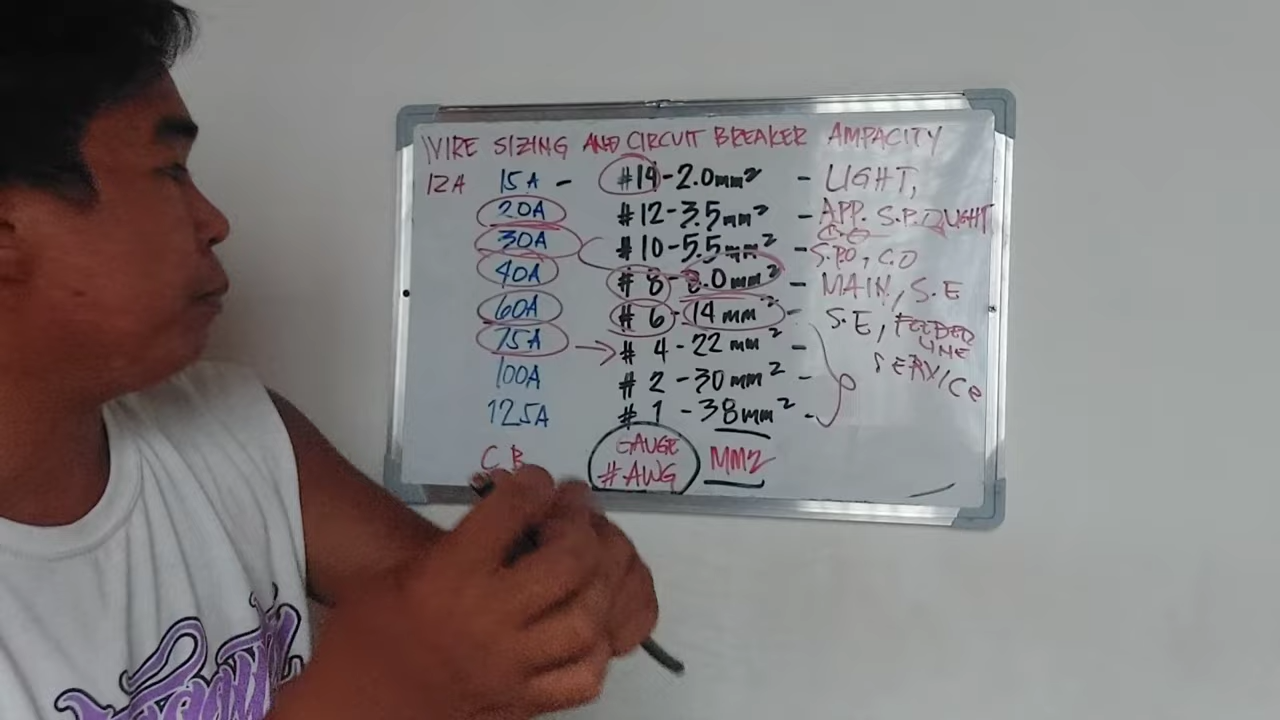 WIRE SIZING AND CIRCUIT BREAKER AMPACITY
12A 15A - #14-2.0mm² - LIGHT,
20A #12-3.5mm² - APP. S.P.O, LIGHT
C.O
30A #10-5.5mm² - S.P.O, C.O
40A #8-8.0mm² - MAIN, S.E
60A #6-14mm² - S.E, FEEDER
LINE
75A → #4-22mm² - SERVICE
100A #2-30mm² -
125A #1-38mm² -
C B GAUGE MM2
#AWG